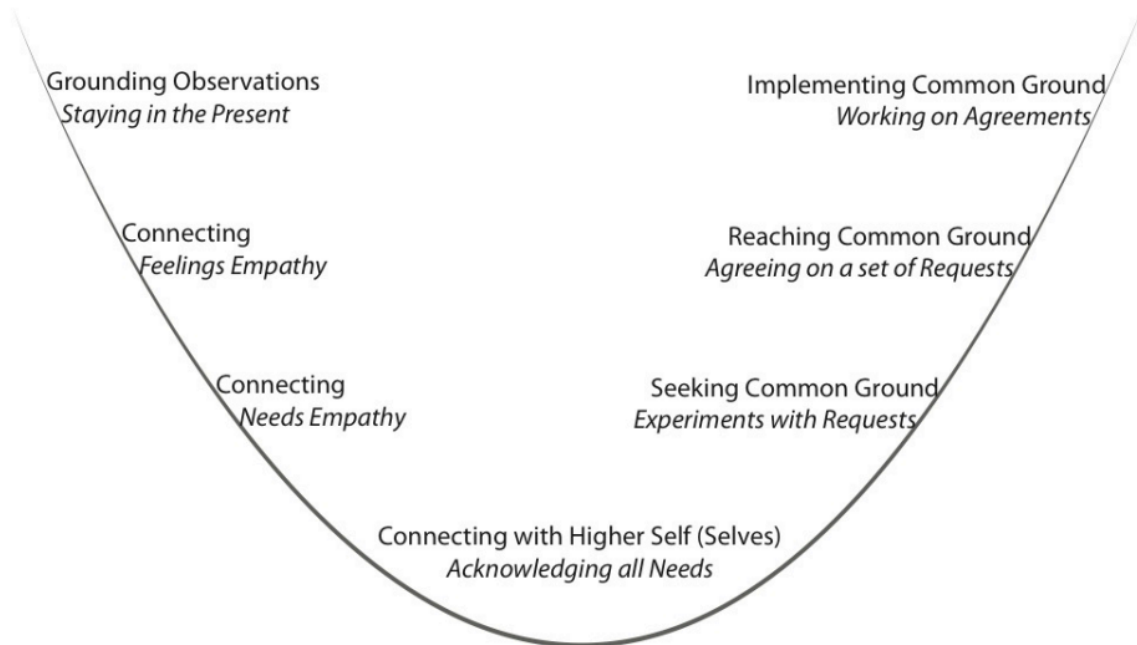 Grounding Observations
Staying in the Present
Connecting
Feelings Empathy
Connecting
Needs Empathy
Connecting with Higher Self (Selves)
Acknowledging all Needs
Seeking Common Ground
Experiments with Requests
Reaching Common Ground
Agreeing on a set of Requests
Implementing Common Ground
Working on Agreements